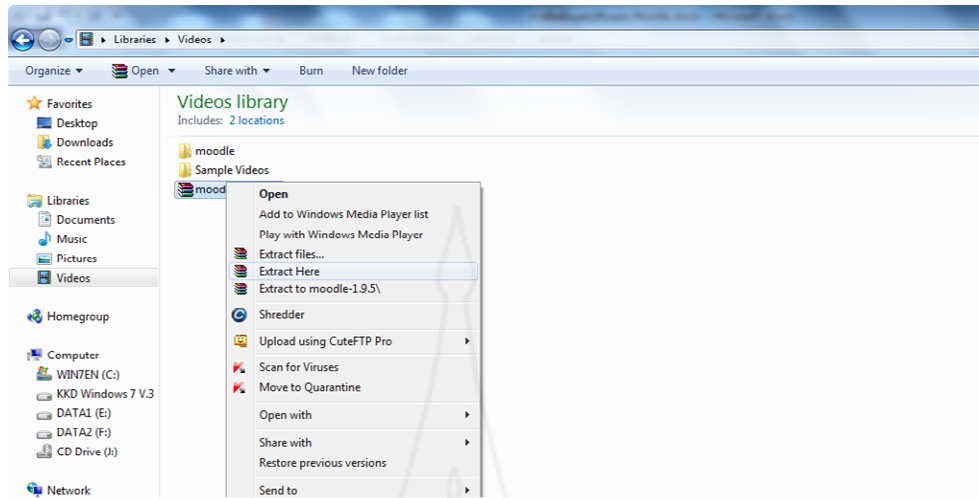 Libraries Videos
Organize Open Share with Burn New folder
Favorites
Desktop
Downloads
Recent Places
Libraries
Documents
Music
Pictures
Videos
Homegroup
Computer
WIN7EN (C:)
KKD Windows 7 V.3
DATA1 (E:)
DATA2 (F:)
CD Drive (J:)
Network
Videos library
Includes: 2 locations
moodle
Sample Videos
mood
Open
Add to Windows Media Player list
Play with Windows Media Player
Extract files...
Extract Here
Extract to moodle-1.9.5\
Shredder
Upload using CuteFTP Pro
Scan for Viruses
Move to Quarantine
Open with
Share with
Restore previous versions
Send to